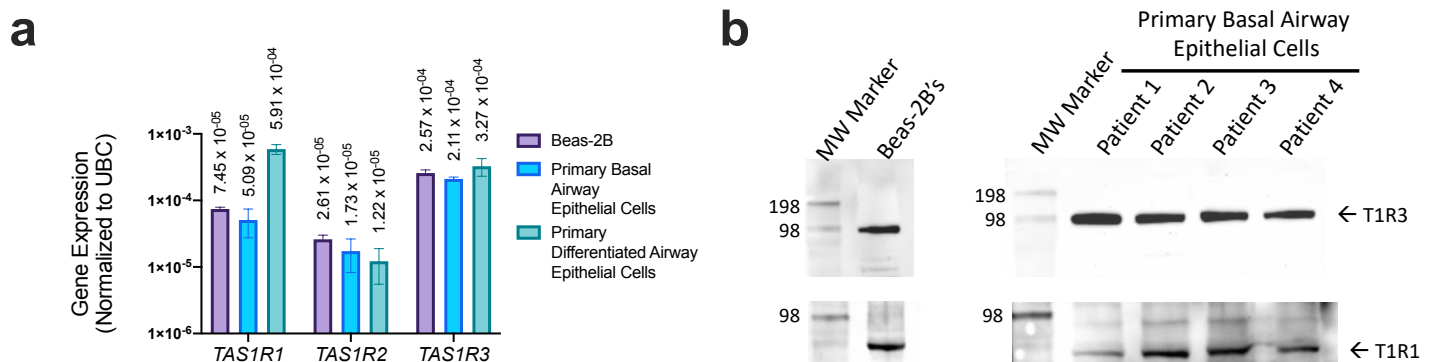 a
Gene Expression
(Normalized to UBC)
1×10-3
1×10-4
1×10-5
1×10-6
7.45 x 10-05
5.09 x 10-05
5.91 x 10-04
2.61 x 10-05
1.73 x 10-05
1.22 x 10-05
2.57 x 10-04
2.11 x 10-04
3.27 x 10-04
TAS1R1
TAS1R2
TAS1R3
Beas-2B
Primary Basal
Airway
Epithelial Cells
Primary
Differentiated Airway
Epithelial Cells
b
MW Marker
Beas-2B's
198
98
98
Primary Basal Airway
Epithelial Cells
MW Marker
Patient 1
Patient 2
Patient 3
Patient 4
198
98
← T1R3
98
← T1R1